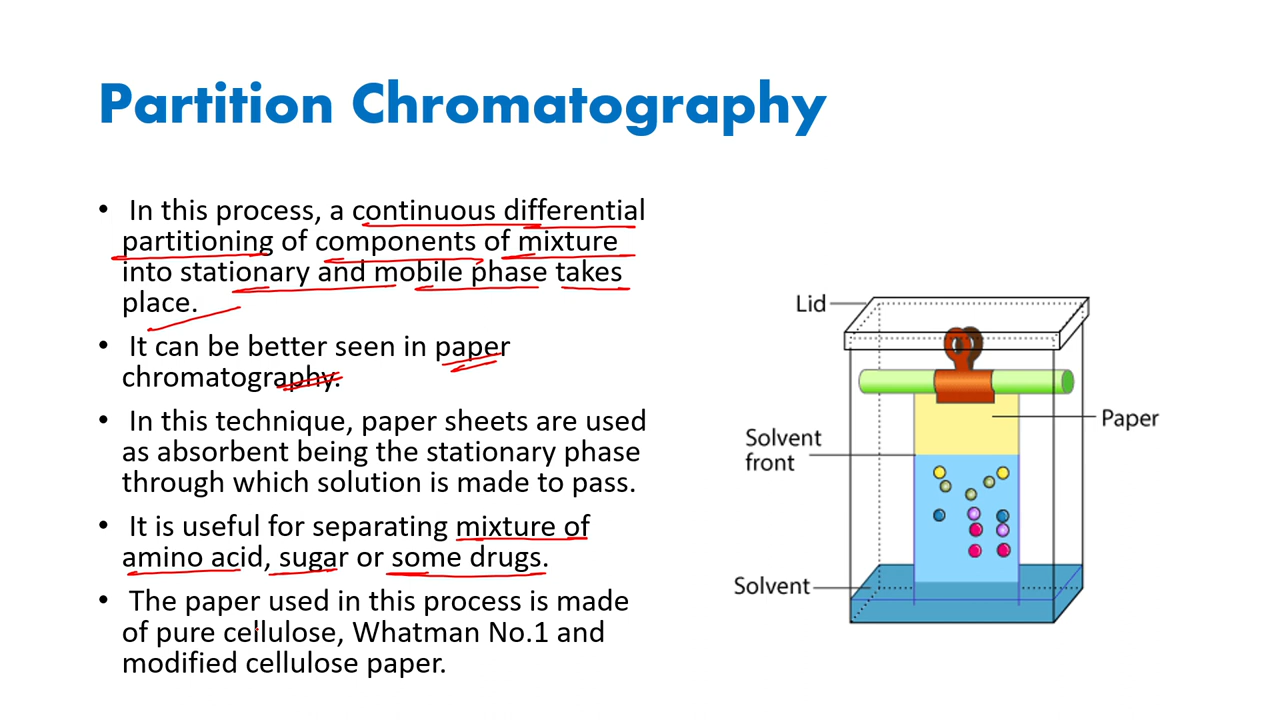 Partition Chromatography
• In this process, a continuous differential
partitioning of components of mixture
into stationary and mobile phase takes
place.
• It can be better seen in paper
chromatography.
• In this technique, paper sheets are used
as absorbent being the stationary phase
through which solution is made to pass.
• It is useful for separating mixture of
amino acid, sugar or some drugs.
• The paper used in this process is made
of pure cellulose, Whatman No.1 and
modified cellulose paper.
Lid
Paper
Solvent
front
Solvent